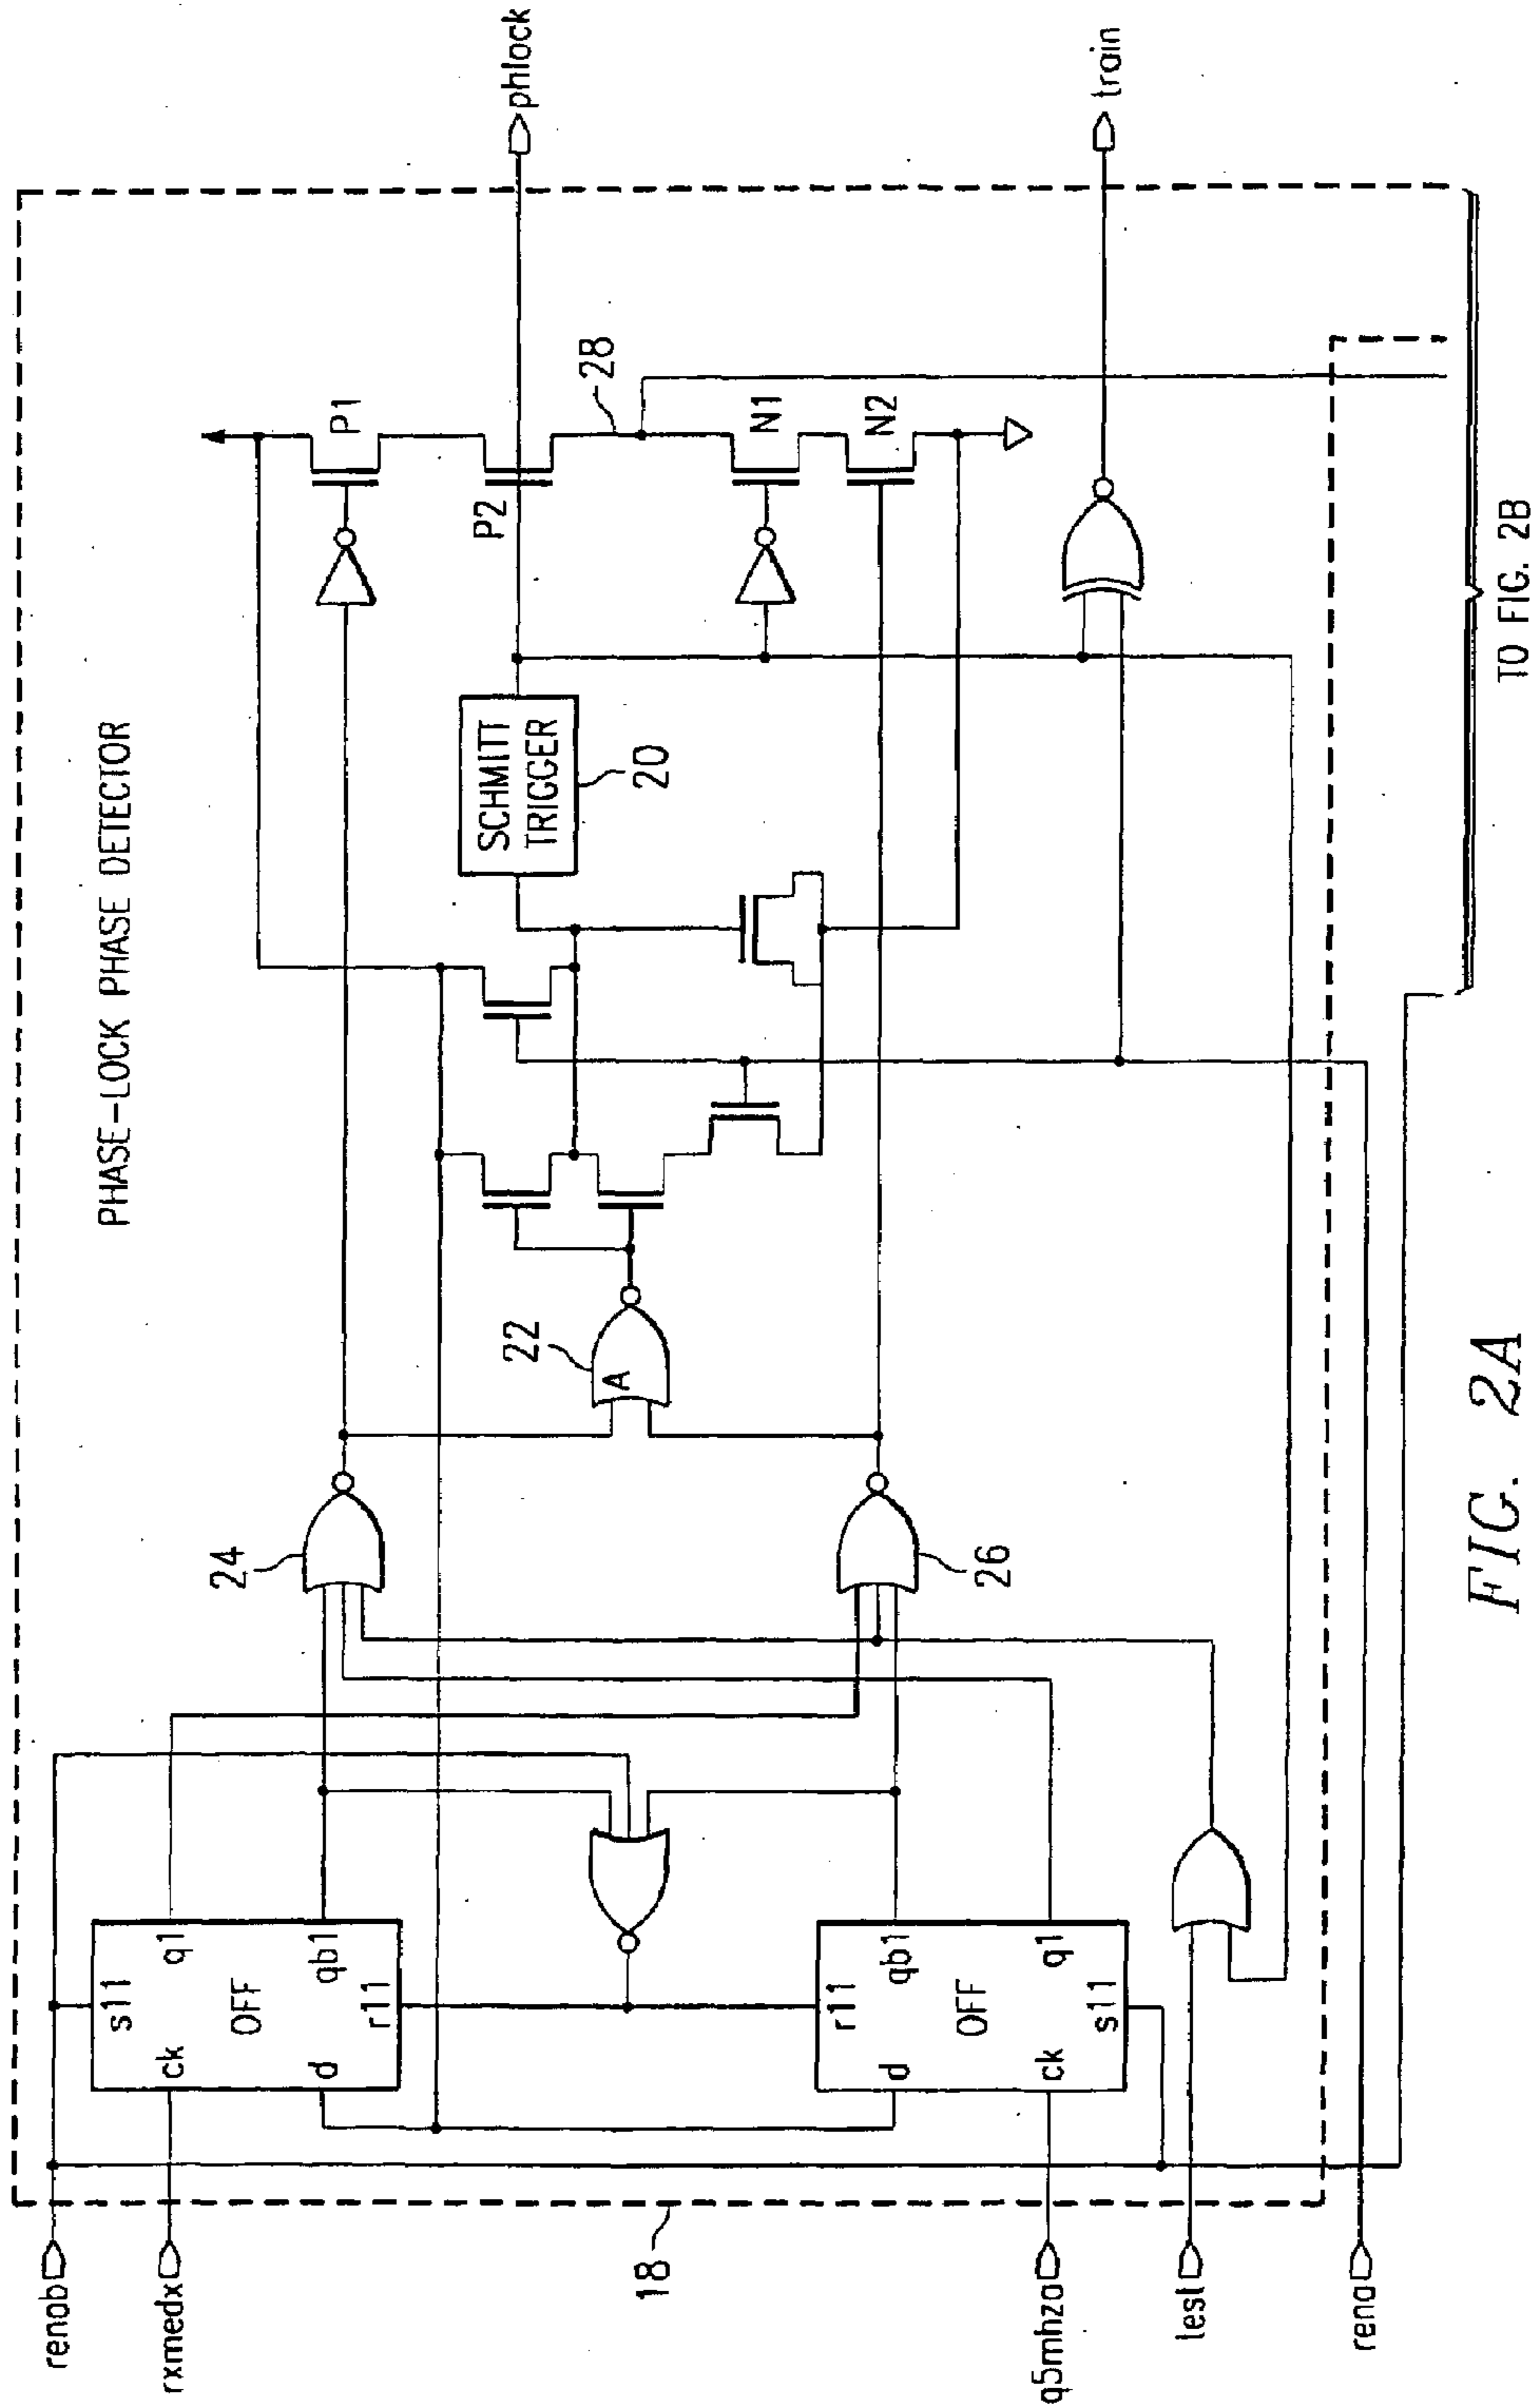 PHASE-LOCK PHASE DETECTOR
renab
rxmedx
q5mhza
test
rena
s11
ck
q1
OFF
d
qb1
r11
r11
d
qb1
OFF
ck
q1
s11
18
24
26
22
A
SCHMITT
TRIGGER
20
P1
P2
28
N1
N2
phlock
train
TO FIG. 2B
FIG. 2A